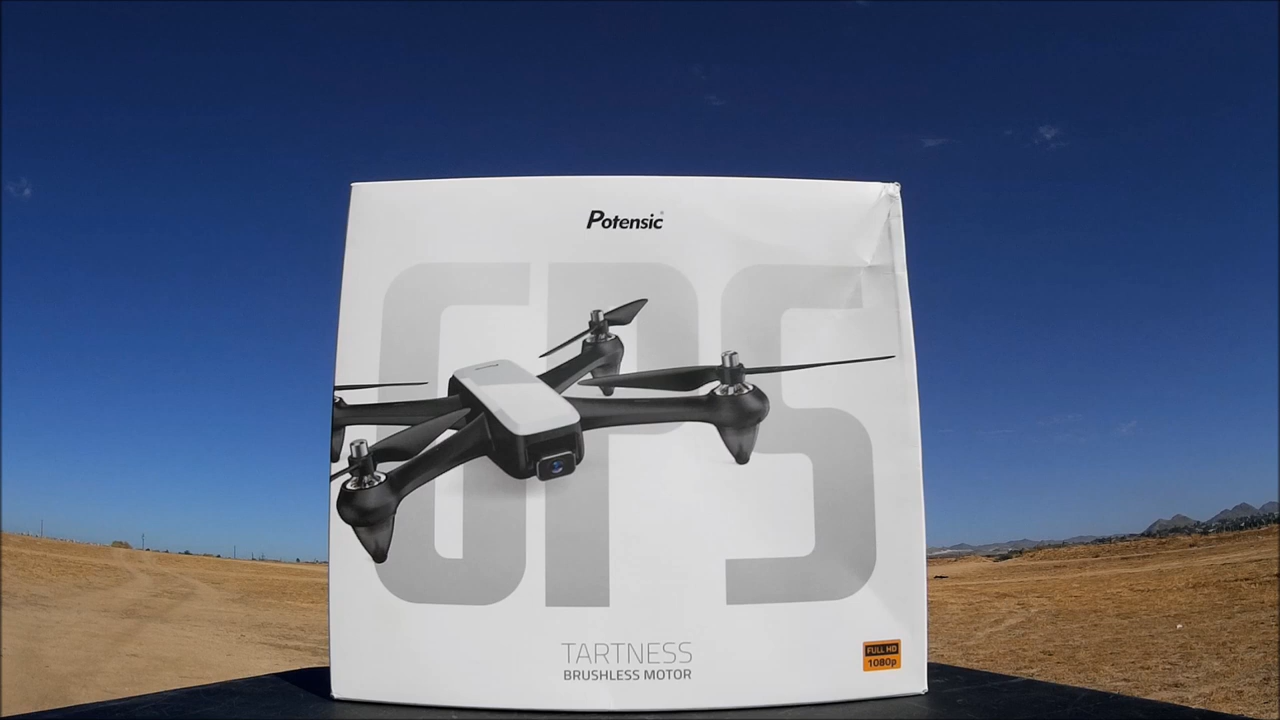 Potensic
GPS
TARTNESS
BRUSHLESS MOTOR
FULL HD
1080p